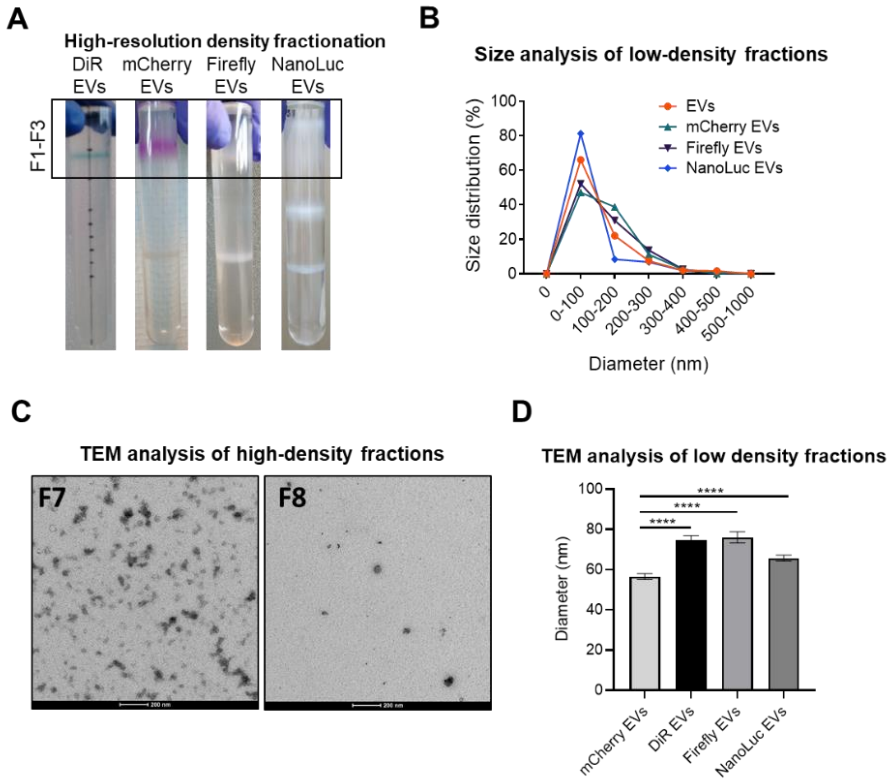 A
High-resolution density fractionation
DiR EVs
mCherry EVs
Firefly EVs
NanoLuc EVs
F1-F3
B
Size analysis of low-density fractions
EVs
mCherry EVs
Firefly EVs
NanoLuc EVs
Size distribution (%)
100
80
60
40
20
0
0
0-100
100-200
200-300
300-400
400-500
500-1000
Diameter (nm)
C
TEM analysis of high-density fractions
F7
F8
200 nm
200 nm
D
TEM analysis of low density fractions
****
****
****
Diameter (nm)
100
80
60
40
20
0
mCherry EVs
DiR EVs
Firefly EVs
NanoLuc EVs